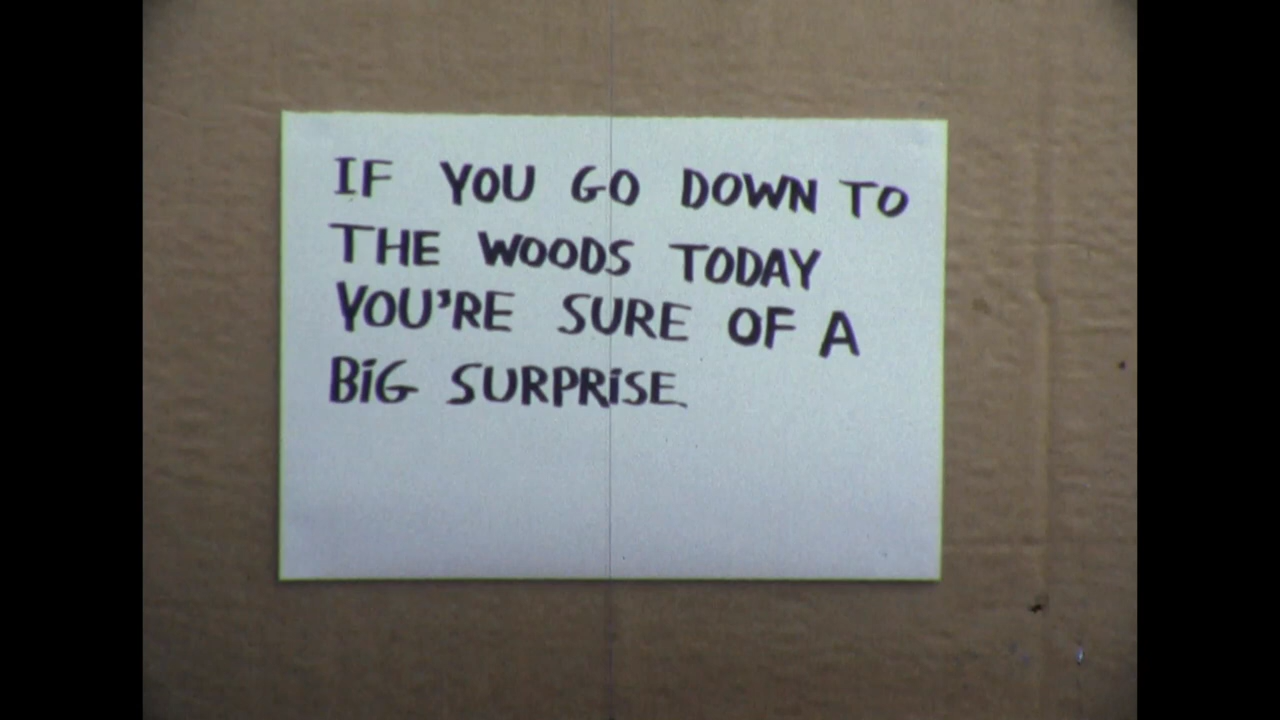 IF YOU GO DOWN TO
THE WOODS TODAY
YOU'RE SURE OF A
BiG SURPRiSE.